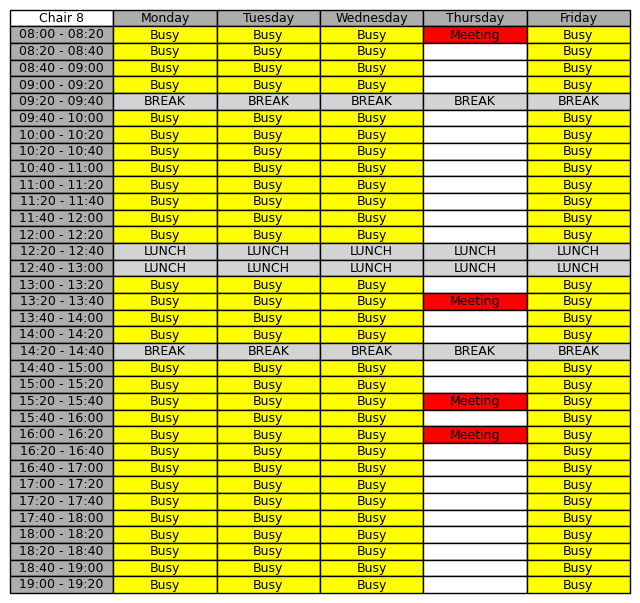 Chair 8 Monday Tuesday Wednesday Thursday Friday
08:00 - 08:20 Busy Busy Busy Meeting Busy
08:20 - 08:40 Busy Busy Busy Busy
08:40 - 09:00 Busy Busy Busy Busy
09:00 - 09:20 Busy Busy Busy Busy
09:20 - 09:40 BREAK BREAK BREAK BREAK BREAK
09:40 - 10:00 Busy Busy Busy Busy
10:00 - 10:20 Busy Busy Busy Busy
10:20 - 10:40 Busy Busy Busy Busy
10:40 - 11:00 Busy Busy Busy Busy
11:00 - 11:20 Busy Busy Busy Busy
11:20 - 11:40 Busy Busy Busy Busy
11:40 - 12:00 Busy Busy Busy Busy
12:00 - 12:20 Busy Busy Busy Busy
12:20 - 12:40 LUNCH LUNCH LUNCH LUNCH LUNCH
12:40 - 13:00 LUNCH LUNCH LUNCH LUNCH LUNCH
13:00 - 13:20 Busy Busy Busy Busy
13:20 - 13:40 Busy Busy Busy Meeting Busy
13:40 - 14:00 Busy Busy Busy Busy
14:00 - 14:20 Busy Busy Busy Busy
14:20 - 14:40 BREAK BREAK BREAK BREAK BREAK
14:40 - 15:00 Busy Busy Busy Busy
15:00 - 15:20 Busy Busy Busy Busy
15:20 - 15:40 Busy Busy Busy Meeting Busy
15:40 - 16:00 Busy Busy Busy Busy
16:00 - 16:20 Busy Busy Busy Meeting Busy
16:20 - 16:40 Busy Busy Busy Busy
16:40 - 17:00 Busy Busy Busy Busy
17:00 - 17:20 Busy Busy Busy Busy
17:20 - 17:40 Busy Busy Busy Busy
17:40 - 18:00 Busy Busy Busy Busy
18:00 - 18:20 Busy Busy Busy Busy
18:20 - 18:40 Busy Busy Busy Busy
18:40 - 19:00 Busy Busy Busy Busy
19:00 - 19:20 Busy Busy Busy Busy